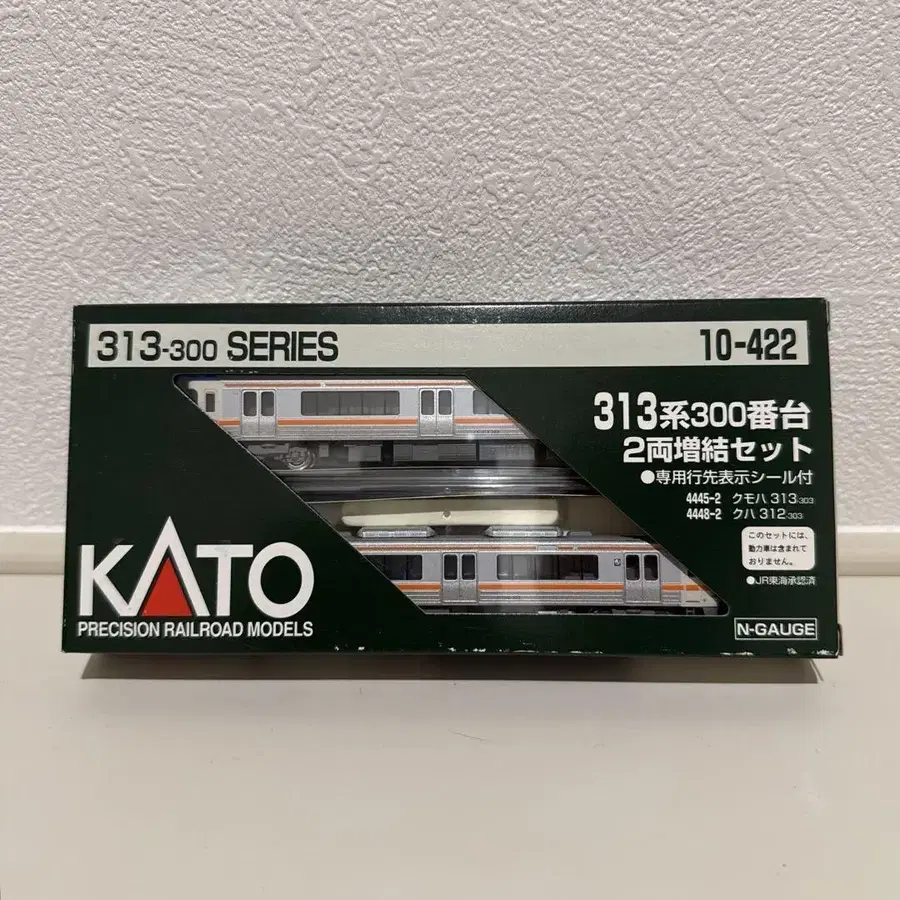 313-300 SERIES
10-422
313系300番台
2両増結セット
●専用行先表示シール付
4445-2 クモハ 313-303
4448-2 クハ 312-303
このセットには、
動力車は含まれて
おりません。
●JR東海承認済
KATO
PRECISION RAILROAD MODELS
N-GAUGE